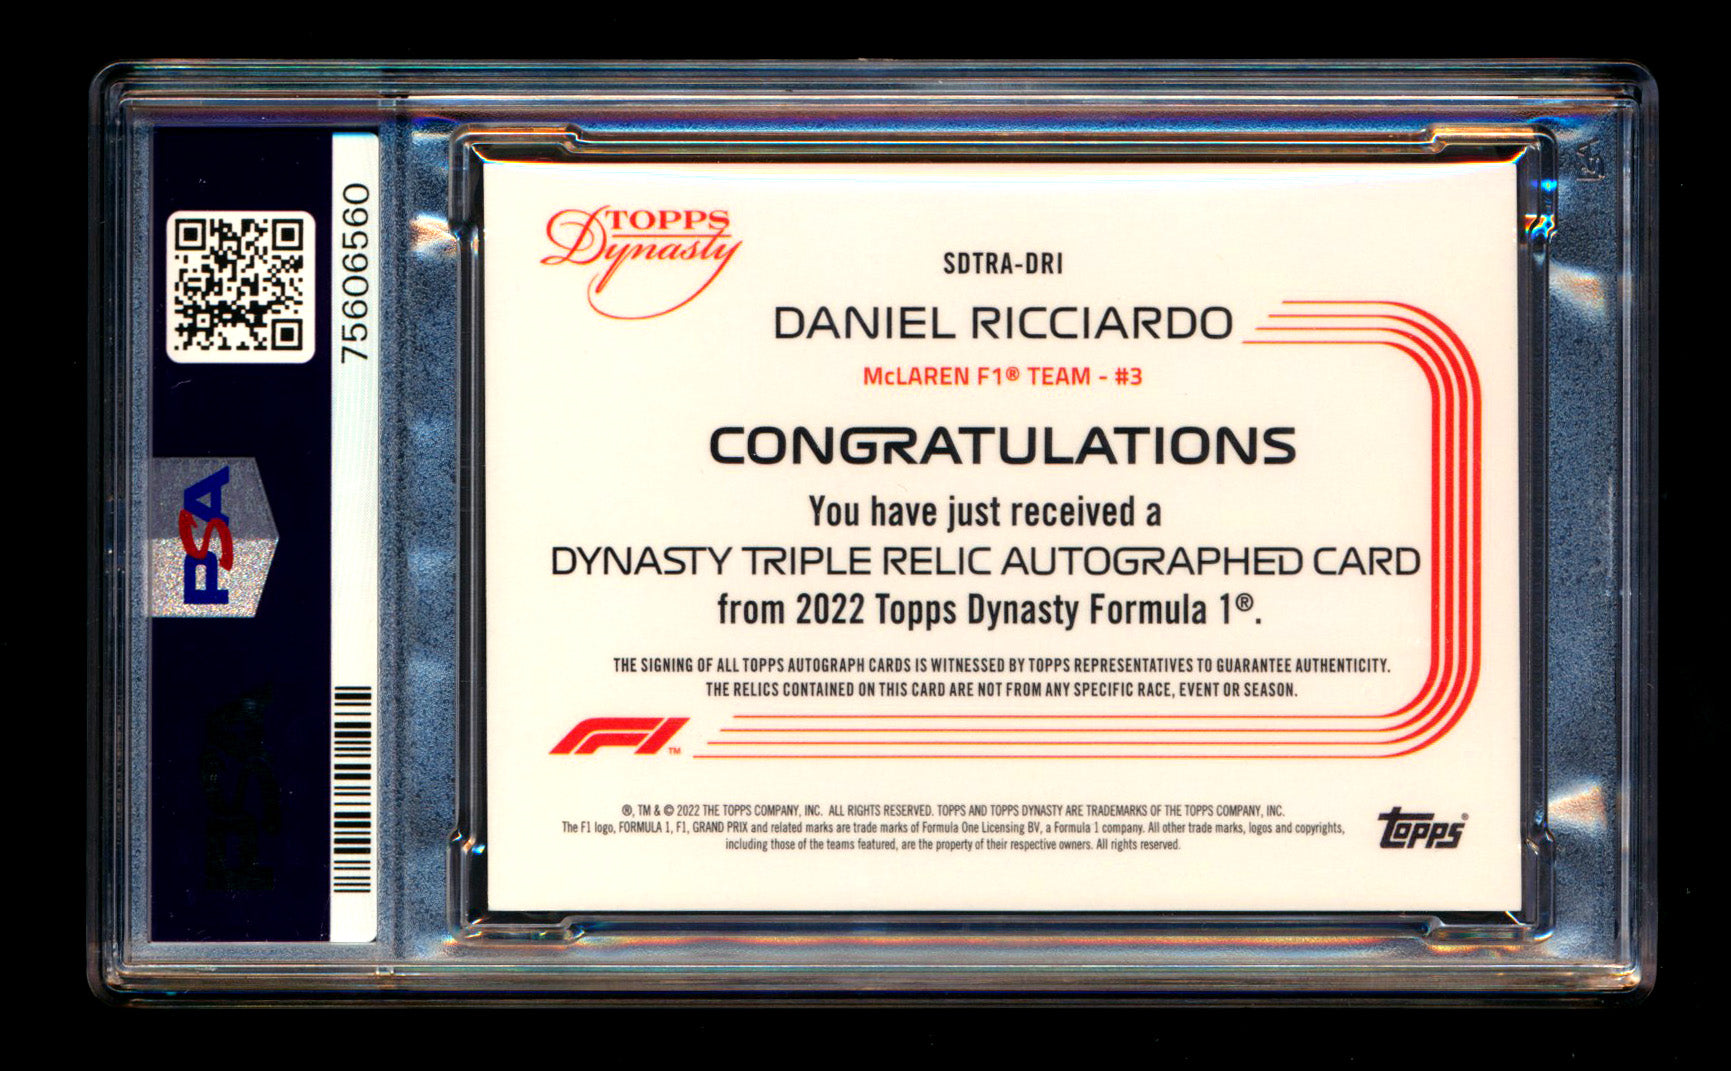 75606560
PSA
TOPPS
Dynasty
SDTRA-DRI
DANIEL RICCIARDO
McLAREN F1® TEAM - #3
CONGRATULATIONS
You have just received a
DYNASTY TRIPLE RELIC AUTOGRAPHED CARD
from 2022 Topps Dynasty Formula 1®.
THE SIGNING OF ALL TOPPS AUTOGRAPH CARDS IS WITNESSED BY TOPPS REPRESENTATIVES TO GUARANTEE AUTHENTICITY.
THE RELICS CONTAINED ON THIS CARD ARE NOT FROM ANY SPECIFIC RACE, EVENT OR SEASON.
F1™
®, TM & © 2022 THE TOPPS COMPANY, INC. ALL RIGHTS RESERVED. TOPPS AND TOPPS DYNASTY ARE TRADEMARKS OF THE TOPPS COMPANY, INC.
The F1 logo, FORMULA 1, F1, GRAND PRIX and related marks are trade marks of Formula One Licensing BV, a Formula 1 company. All other trade marks, logos and copyrights,
including those of the teams featured, are the property of their respective owners. All rights reserved.
topps®
PSA
PSA